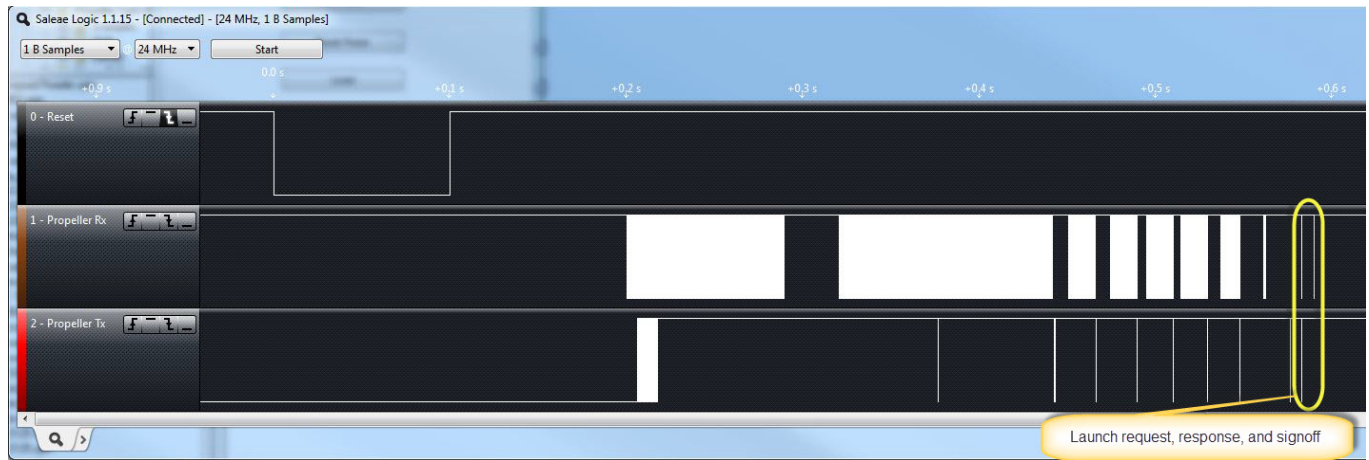 Saleae Logic 1.1.15 - [Connected] - [24 MHz, 1 B Samples]
1 B Samples 24 MHz Start
0.0 s
+0,9 s +0,1 s +0,2 s +0,3 s +0,4 s +0,5 s +0,6 s
0 - Reset
1 - Propeller Rx
2 - Propeller Tx
Launch request, response, and signoff